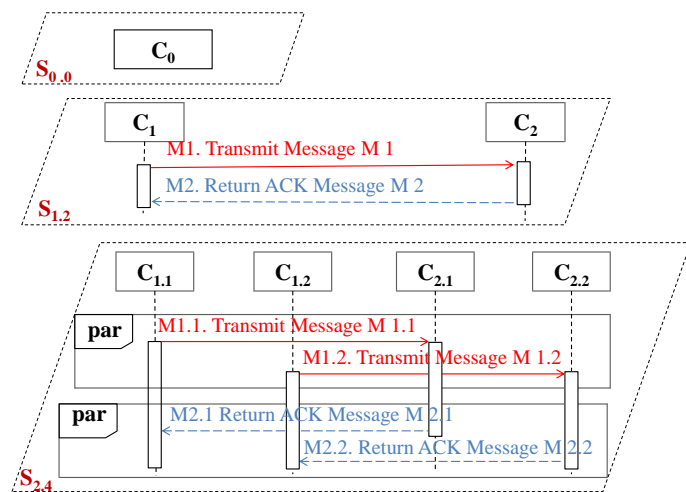 C0
S0.0
C1
C2
M1. Transmit Message M 1
M2. Return ACK Message M 2
S1.2
C1.1
C1.2
C2.1
C2.2
par
M1.1. Transmit Message M 1.1
M1.2. Transmit Message M 1.2
par
M2.1 Return ACK Message M 2.1
M2.2. Return ACK Message M 2.2
S2.4